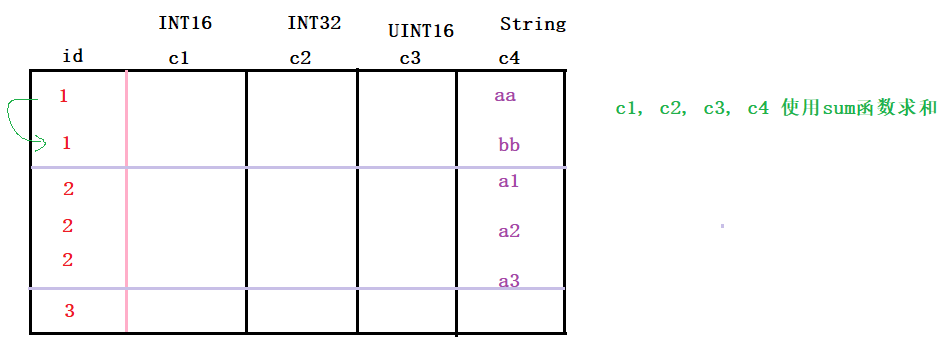 INT16 INT32 UINT16 String
id c1 c2 c3 c4
1 aa
c1, c2, c3, c4 使用sum函数求和
1 bb
2 a1
2 a2
2 a3
3